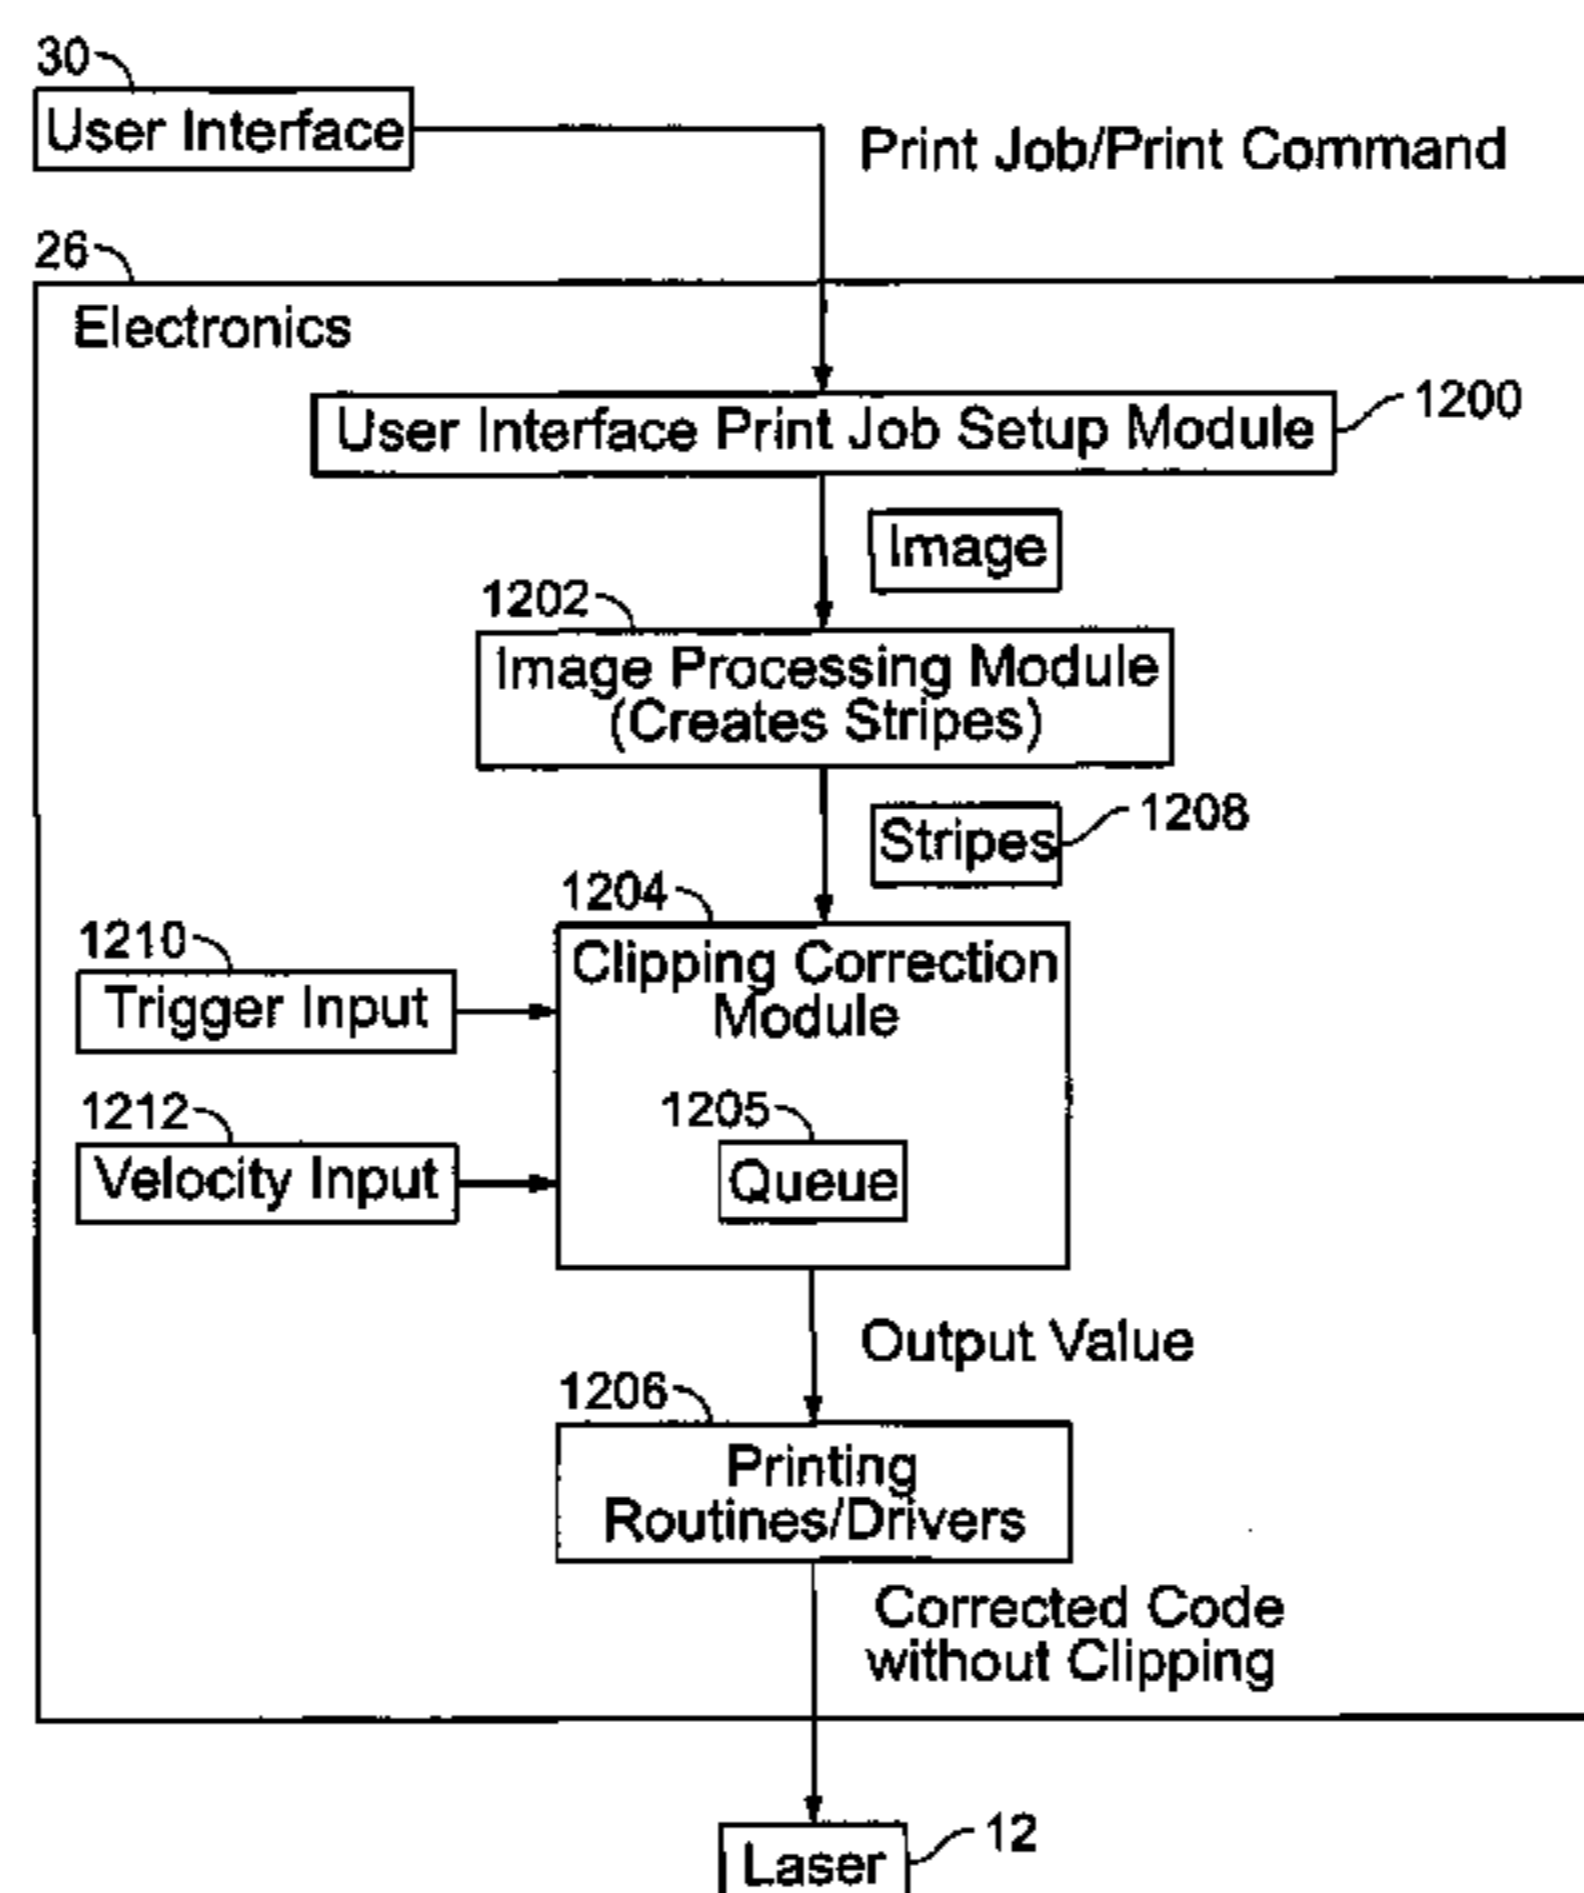 30
User Interface
Print Job/Print Command
26
Electronics
User Interface Print Job Setup Module
1200
Image
1202
Image Processing Module
(Creates Stripes)
Stripes
1208
1204
Clipping Correction
Module
1210
Trigger Input
1212
Velocity Input
1205
Queue
Output Value
1206
Printing
Routines/Drivers
Corrected Code
without Clipping
Laser
12